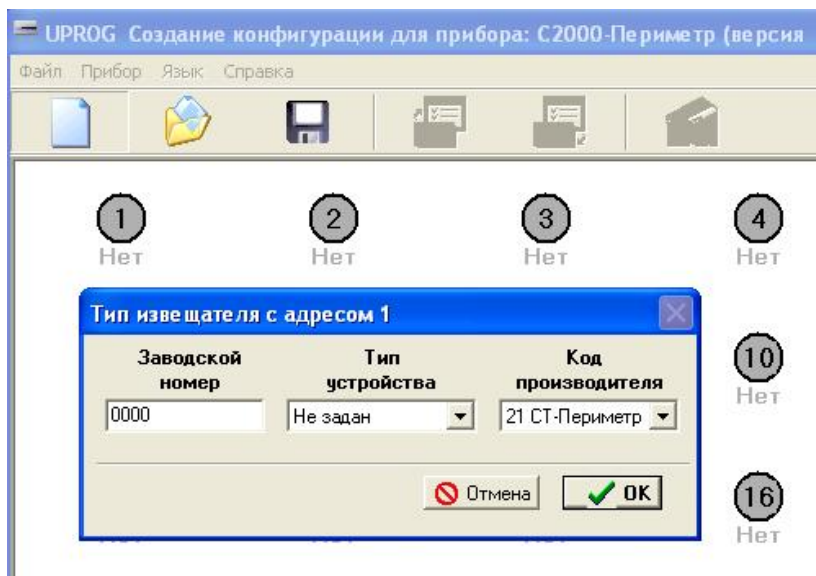 UPROG Создание конфигурации для прибора: С2000-Периметр (версия
Файл Прибор Язык Справка
1 2 3 4
Нет Нет Нет Нет
Тип извещателя с адресом 1
Заводской номер
Тип устройства
Код производителя
0000 Не задан 21 СТ-Периметр
10
Нет
Отмена ОК
16
Нет